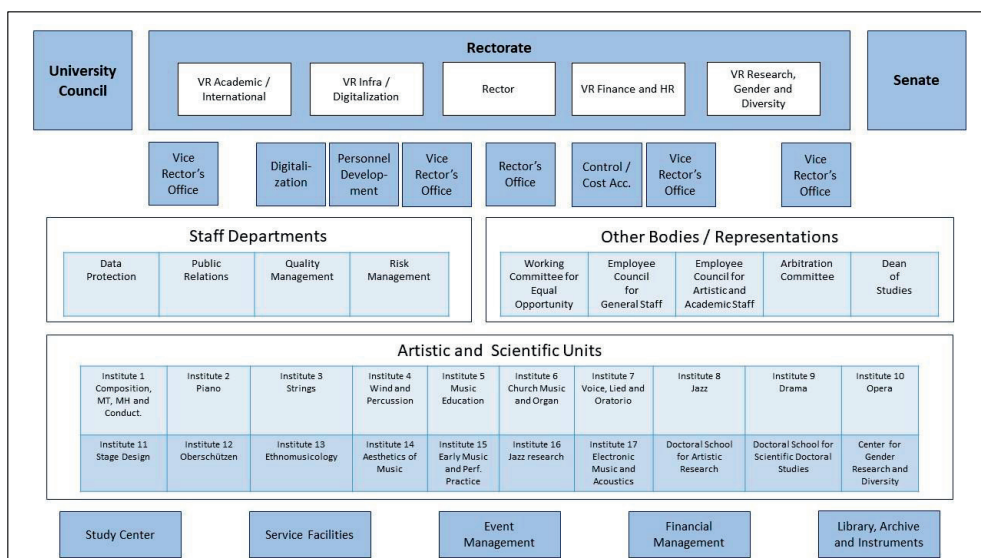 University
Council
Rectorate
VR Academic /
International
VR Infra /
Digitalization
Rector
VR Finance and HR
VR Research,
Gender and
Diversity
Senate
Vice
Rector's
Office
Digitali-
zation
Personnel
Develop-
ment
Vice
Rector's
Office
Rector's
Office
Control /
Cost Acc.
Vice
Rector's
Office
Vice
Rector's
Office
Staff Departments
Data
Protection
Public
Relations
Quality
Management
Risk
Management
Other Bodies / Representations
Working
Committee for
Equal
Opportunity
Employee
Council
for
General Staff
Employee
Council for
Artistic and
Academic Staff
Arbitration
Committee
Dean
of
Studies
Artistic and Scientific Units
Institute 1
Composition,
MT, MH and
Conduct.
Institute 2
Piano
Institute 3
Strings
Institute 4
Wind and
Percussion
Institute 5
Music
Education
Institute 6
Church Music
and Organ
Institute 7
Voice, Lied and
Oratorio
Institute 8
Jazz
Institute 9
Drama
Institute 10
Opera
Institute 11
Stage Design
Institute 12
Oberschützen
Institute 13
Ethnomusicology
Institute 14
Aesthetics of
Music
Institute 15
Early Music
and Perf.
Practice
Institute 16
Jazz research
Institute 17
Electronic
Music and
Acoustics
Doctoral School
for Artistic
Research
Doctoral School for
Scientific Doctoral
Studies
Center for
Gender
Research and
Diversity
Study Center
Service Facilities
Event
Management
Financial
Management
Library, Archive
and Instruments